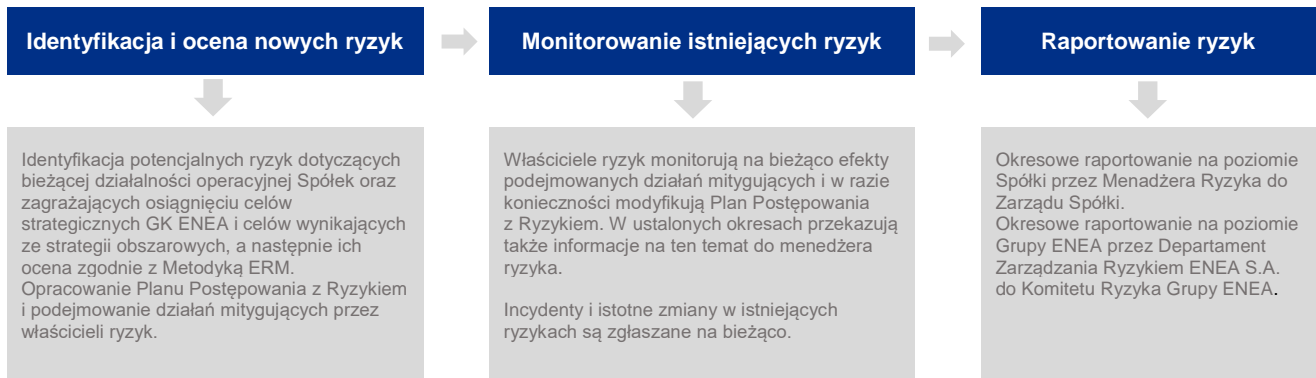 Identyfikacja i ocena nowych ryzyk
Identyfikacja potencjalnych ryzyk dotyczących
bieżącej działalności operacyjnej Spółek oraz
zagrażających osiągnięciu celów
strategicznych GK ENEA i celów wynikających
ze strategii obszarowych, a następnie ich
ocena zgodnie z Metodyką ERM.
Opracowanie Planu Postępowania z Ryzykiem
i podejmowanie działań mitygujących przez
właścicieli ryzyk.
Monitorowanie istniejących ryzyk
Właściciele ryzyk monitorują na bieżąco efekty
podejmowanych działań mitygujących i w razie
konieczności modyfikują Plan Postępowania
z Ryzykiem. W ustalonych okresach przekazują
także informacje na ten temat do menedżera
ryzyka.
Incydenty i istotne zmiany w istniejących
ryzykach są zgłaszane na bieżąco.
Raportowanie ryzyk
Okresowe raportowanie na poziomie
Spółki przez Menadżera Ryzyka do
Zarządu Spółki.
Okresowe raportowanie na poziomie
Grupy ENEA przez Departament
Zarządzania Ryzykiem ENEA S.A.
do Komitetu Ryzyka Grupy ENEA.